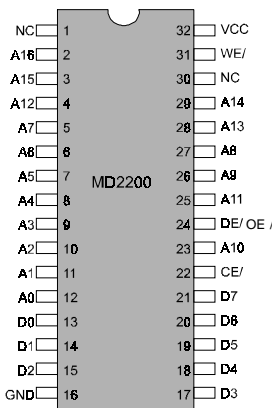 NC 1 32 VCC
A16 2 31 WE/
A15 3 30 NC
A12 4 29 A14
A7 5 28 A13
A6 6 27 A8
A5 7 26 A9
MD2200
A4 8 25 A11
A3 9 24 OE/ OE /
A2 10 23 A10
A1 11 22 CE/
A0 12 21 D7
D0 13 20 D6
D1 14 19 D5
D2 15 18 D4
GND 16 17 D3